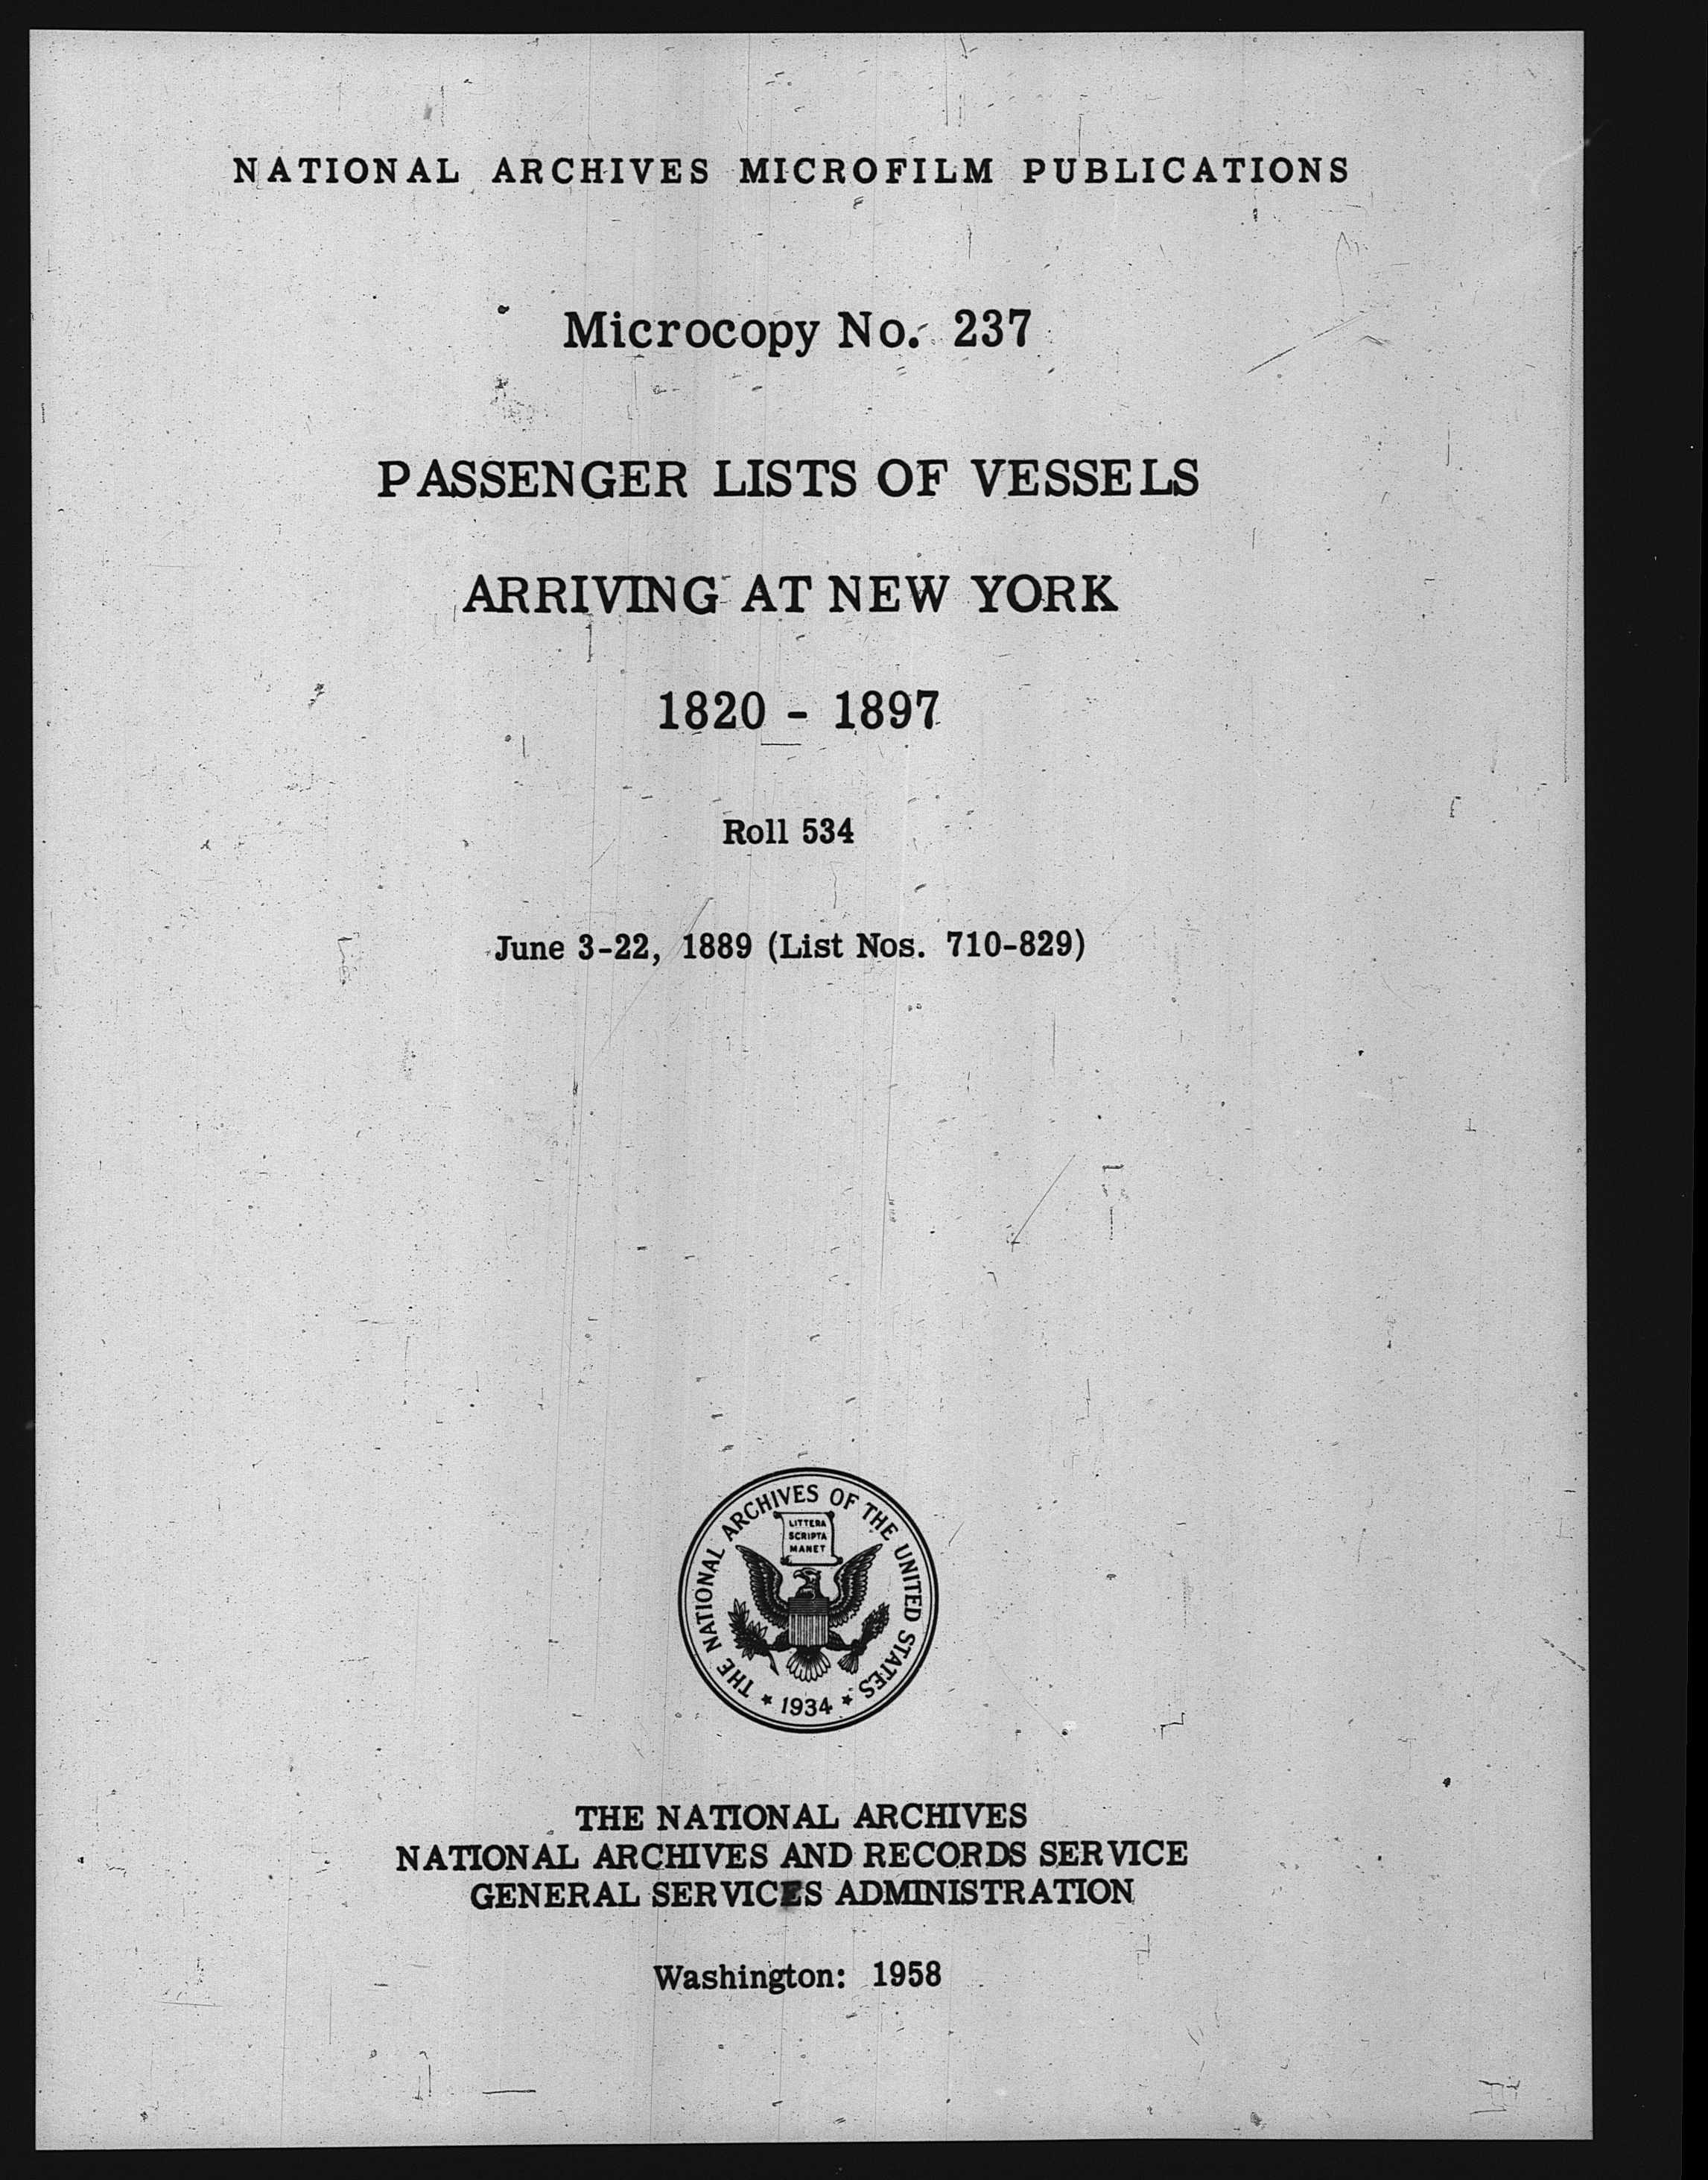 NATIONAL ARCHIVES MICROFILM PUBLICATIONS
Microcopy No. 237
PASSENGER LISTS OF VESSELS
ARRIVING AT NEW YORK
1820 - 1897
Roll 534
June 3-22, 1889 (List Nos. 710-829)
THE NATIONAL ARCHIVES OF THE UNITED STATES
LITTERA
SCRIPTA
MANET
★ 1934 ★
THE NATIONAL ARCHIVES
NATIONAL ARCHIVES AND RECORDS SERVICE
GENERAL SERVICES ADMINISTRATION
Washington: 1958